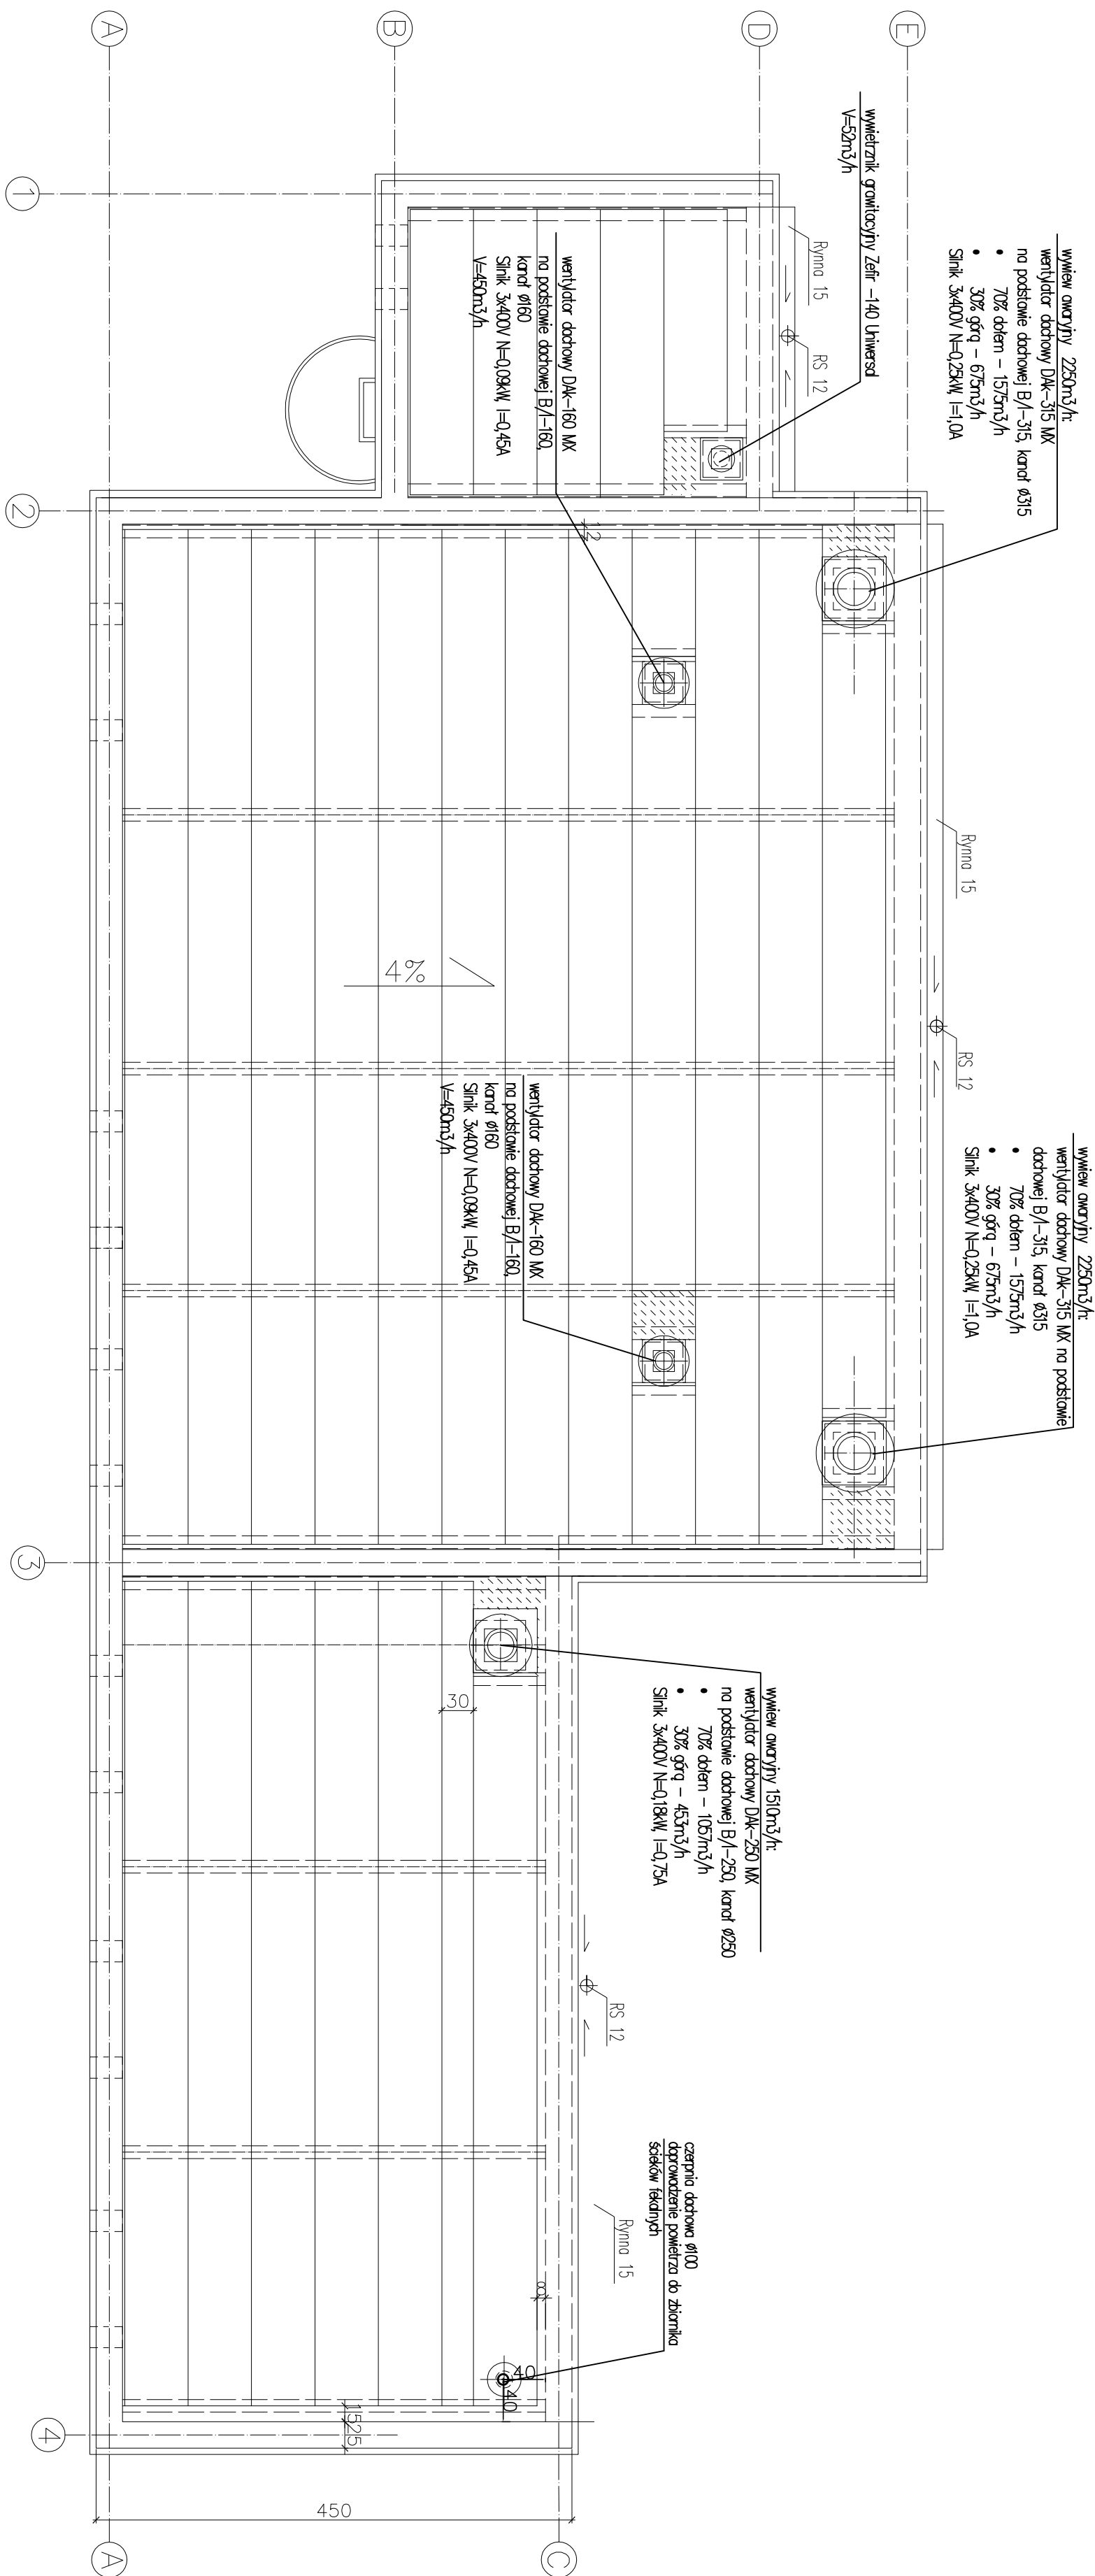 A
B
D
E
1
2
3
4
A
C
wywiew awaryjny 2250m3/h:
wentylator dachowy DAk-315 MX
na podstawie dachowej B/I-315, kanał ø315
• 70% dołem - 1575m3/h
• 30% górą - 675m3/h
Silnik 3x400V N=0,25kW, I=1,0A
wywietrznik grawitacyjny Zefir -140 Uniwersal
V=52m3/h
Rynna 15
RS 12
wentylator dachowy DAk-160 MX
na podstawie dachowej B/I-160,
kanał ø160
Silnik 3x400V N=0,09kW, I=0,45A
V=450m3/h
12
Rynna 15
RS 12
4%
wywiew awaryjny 2250m3/h:
wentylator dachowy DAk-315 MX na podstawie
dachowej B/I-315, kanał ø315
• 70% dołem - 1575m3/h
• 30% górą - 675m3/h
Silnik 3x400V N=0,25kW, I=1,0A
wentylator dachowy DAk-160 MX
na podstawie dachowej B/I-160,
kanał ø160
Silnik 3x400V N=0,09kW, I=0,45A
V=450m3/h
wywiew awaryjny 1510m3/h:
wentylator dachowy DAk-250 MX
na podstawie dachowej B/I-250, kanał ø250
• 70% dołem - 1057m3/h
• 30% górą - 453m3/h
Silnik 3x400V N=0,18kW, I=0,75A
30
RS 12
Rynna 15
czerpnia dachowa ø100
doprowadzenie powietrza do zbiornika
ścieków fekalnych
8
40
40
15
25
450